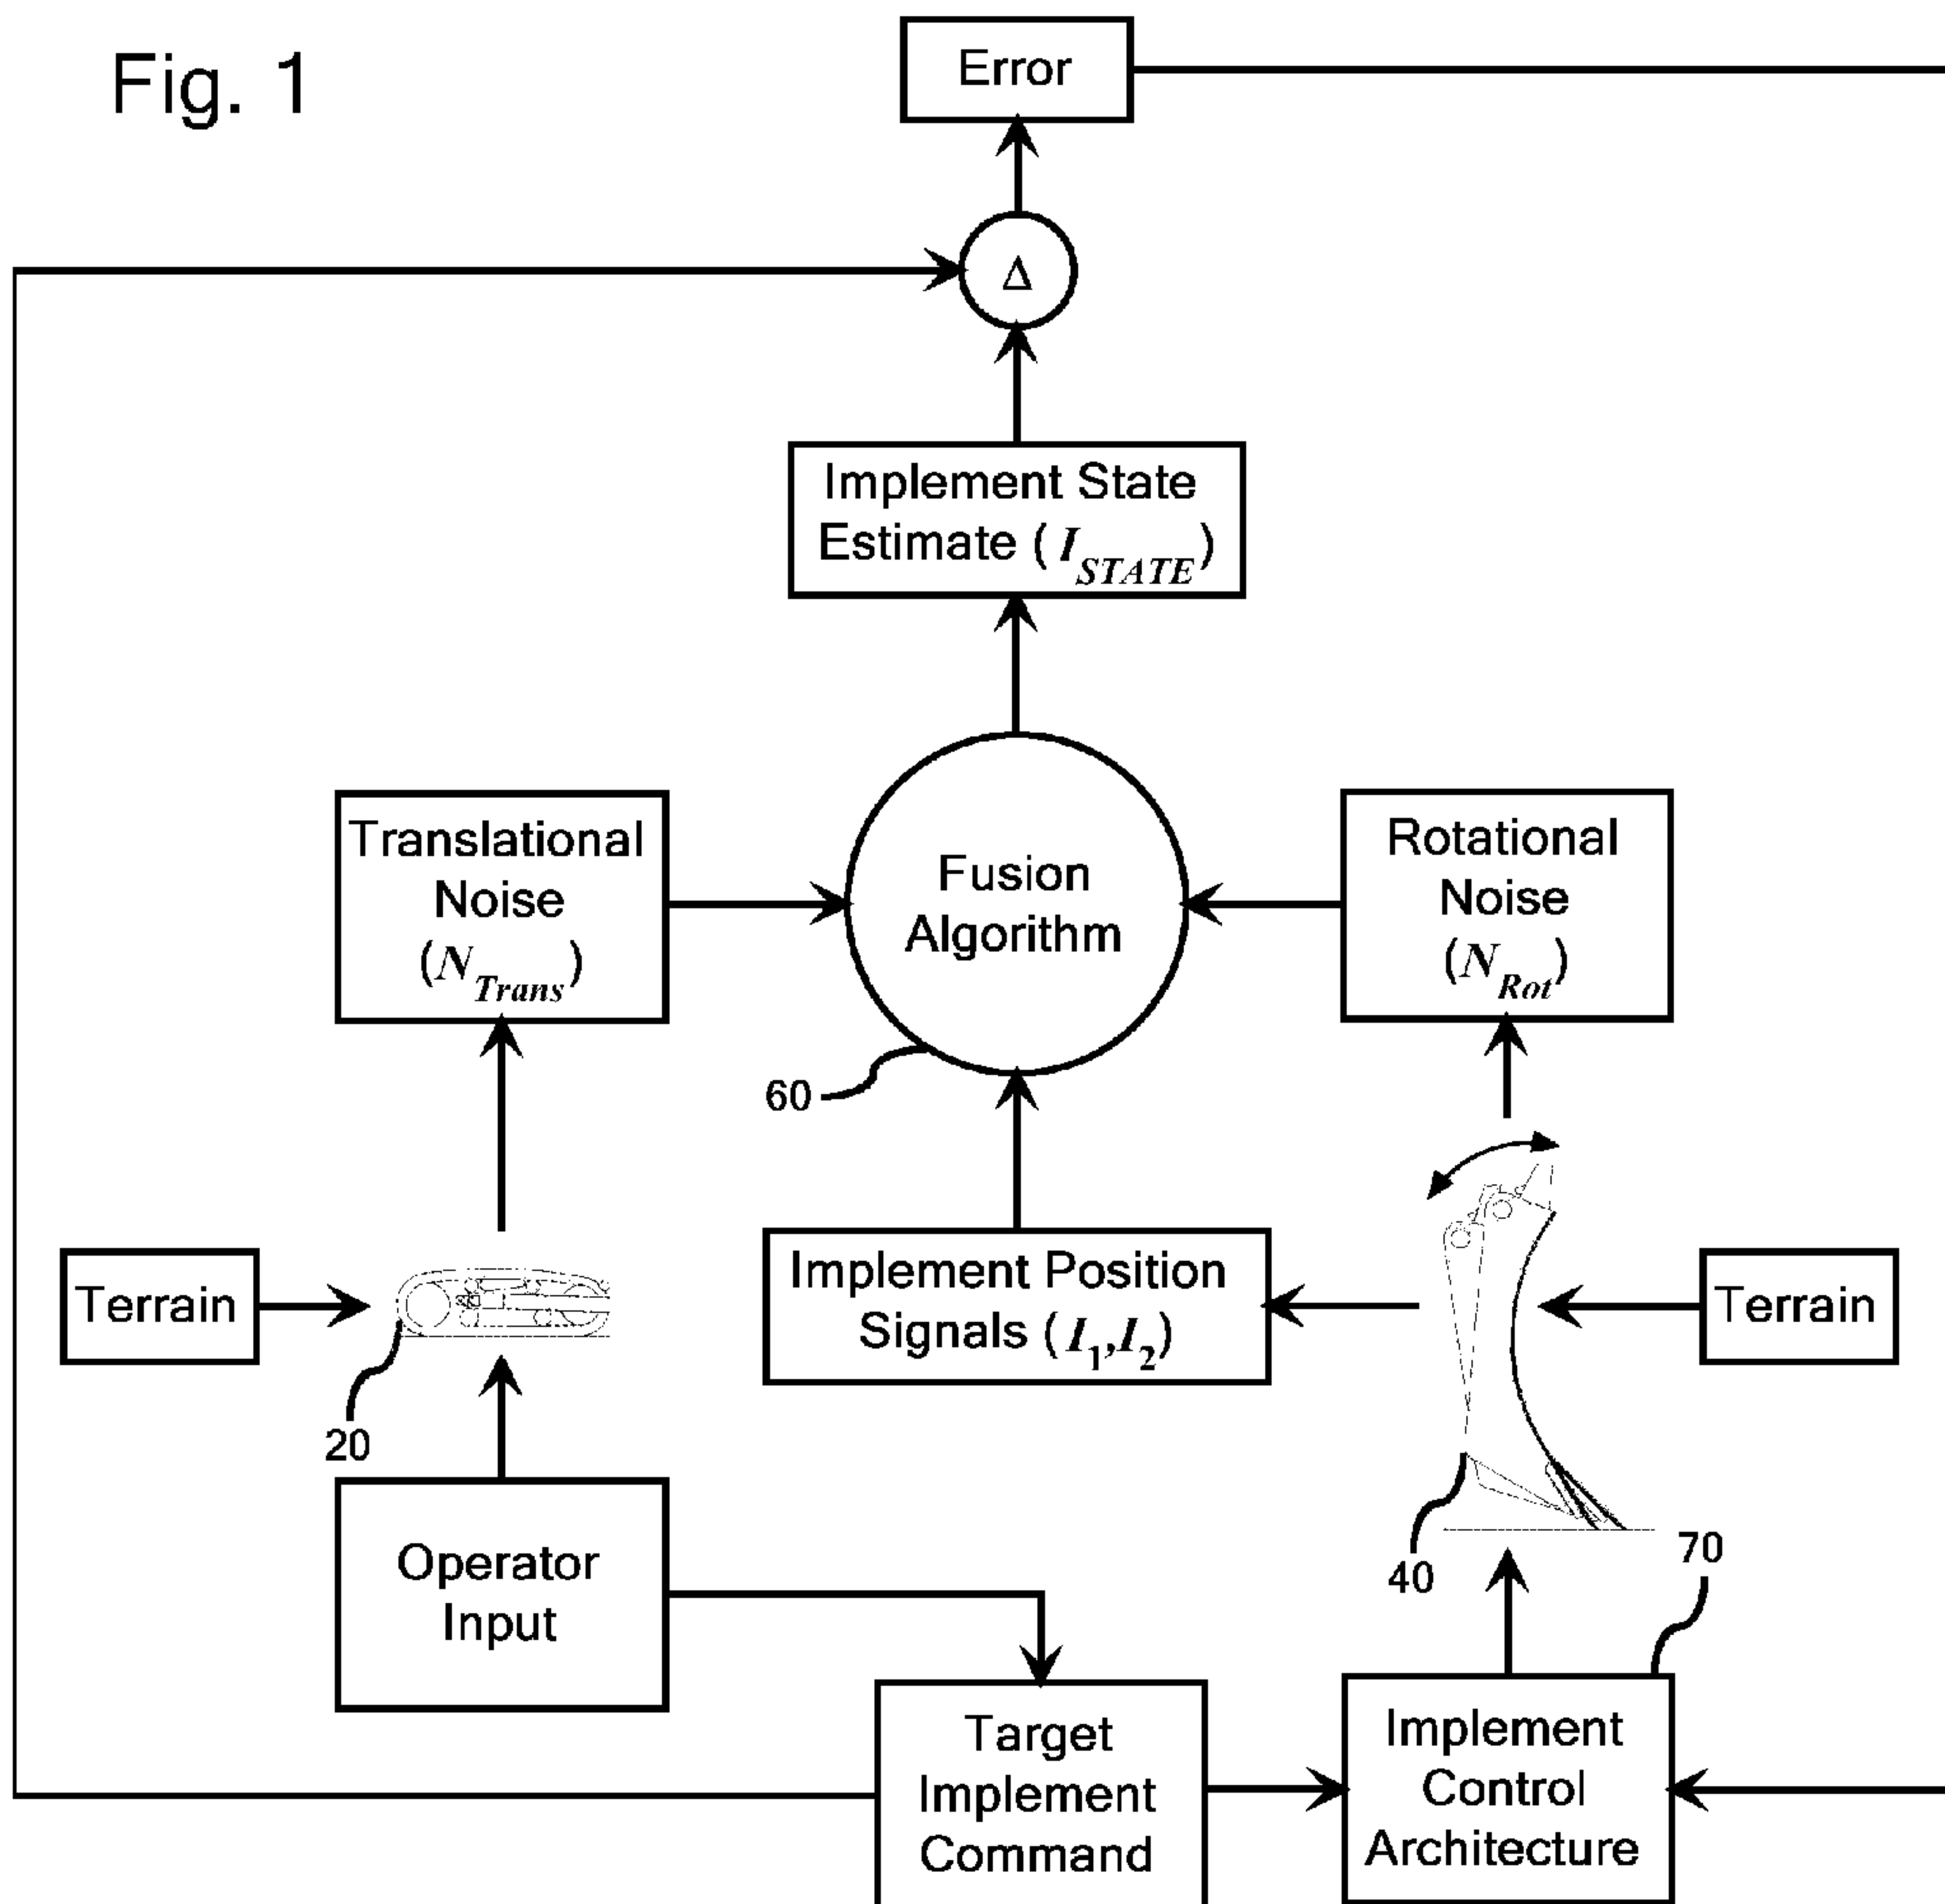 Fig. 1
Error
Δ
Implement State
Estimate (I_STATE)
Translational
Noise
(N_Trans)
Fusion
Algorithm
Rotational
Noise
(N_Rot)
60
Terrain
Implement Position
Signals (I_1,I_2)
Terrain
20
40
70
Operator
Input
Target
Implement
Command
Implement
Control
Architecture